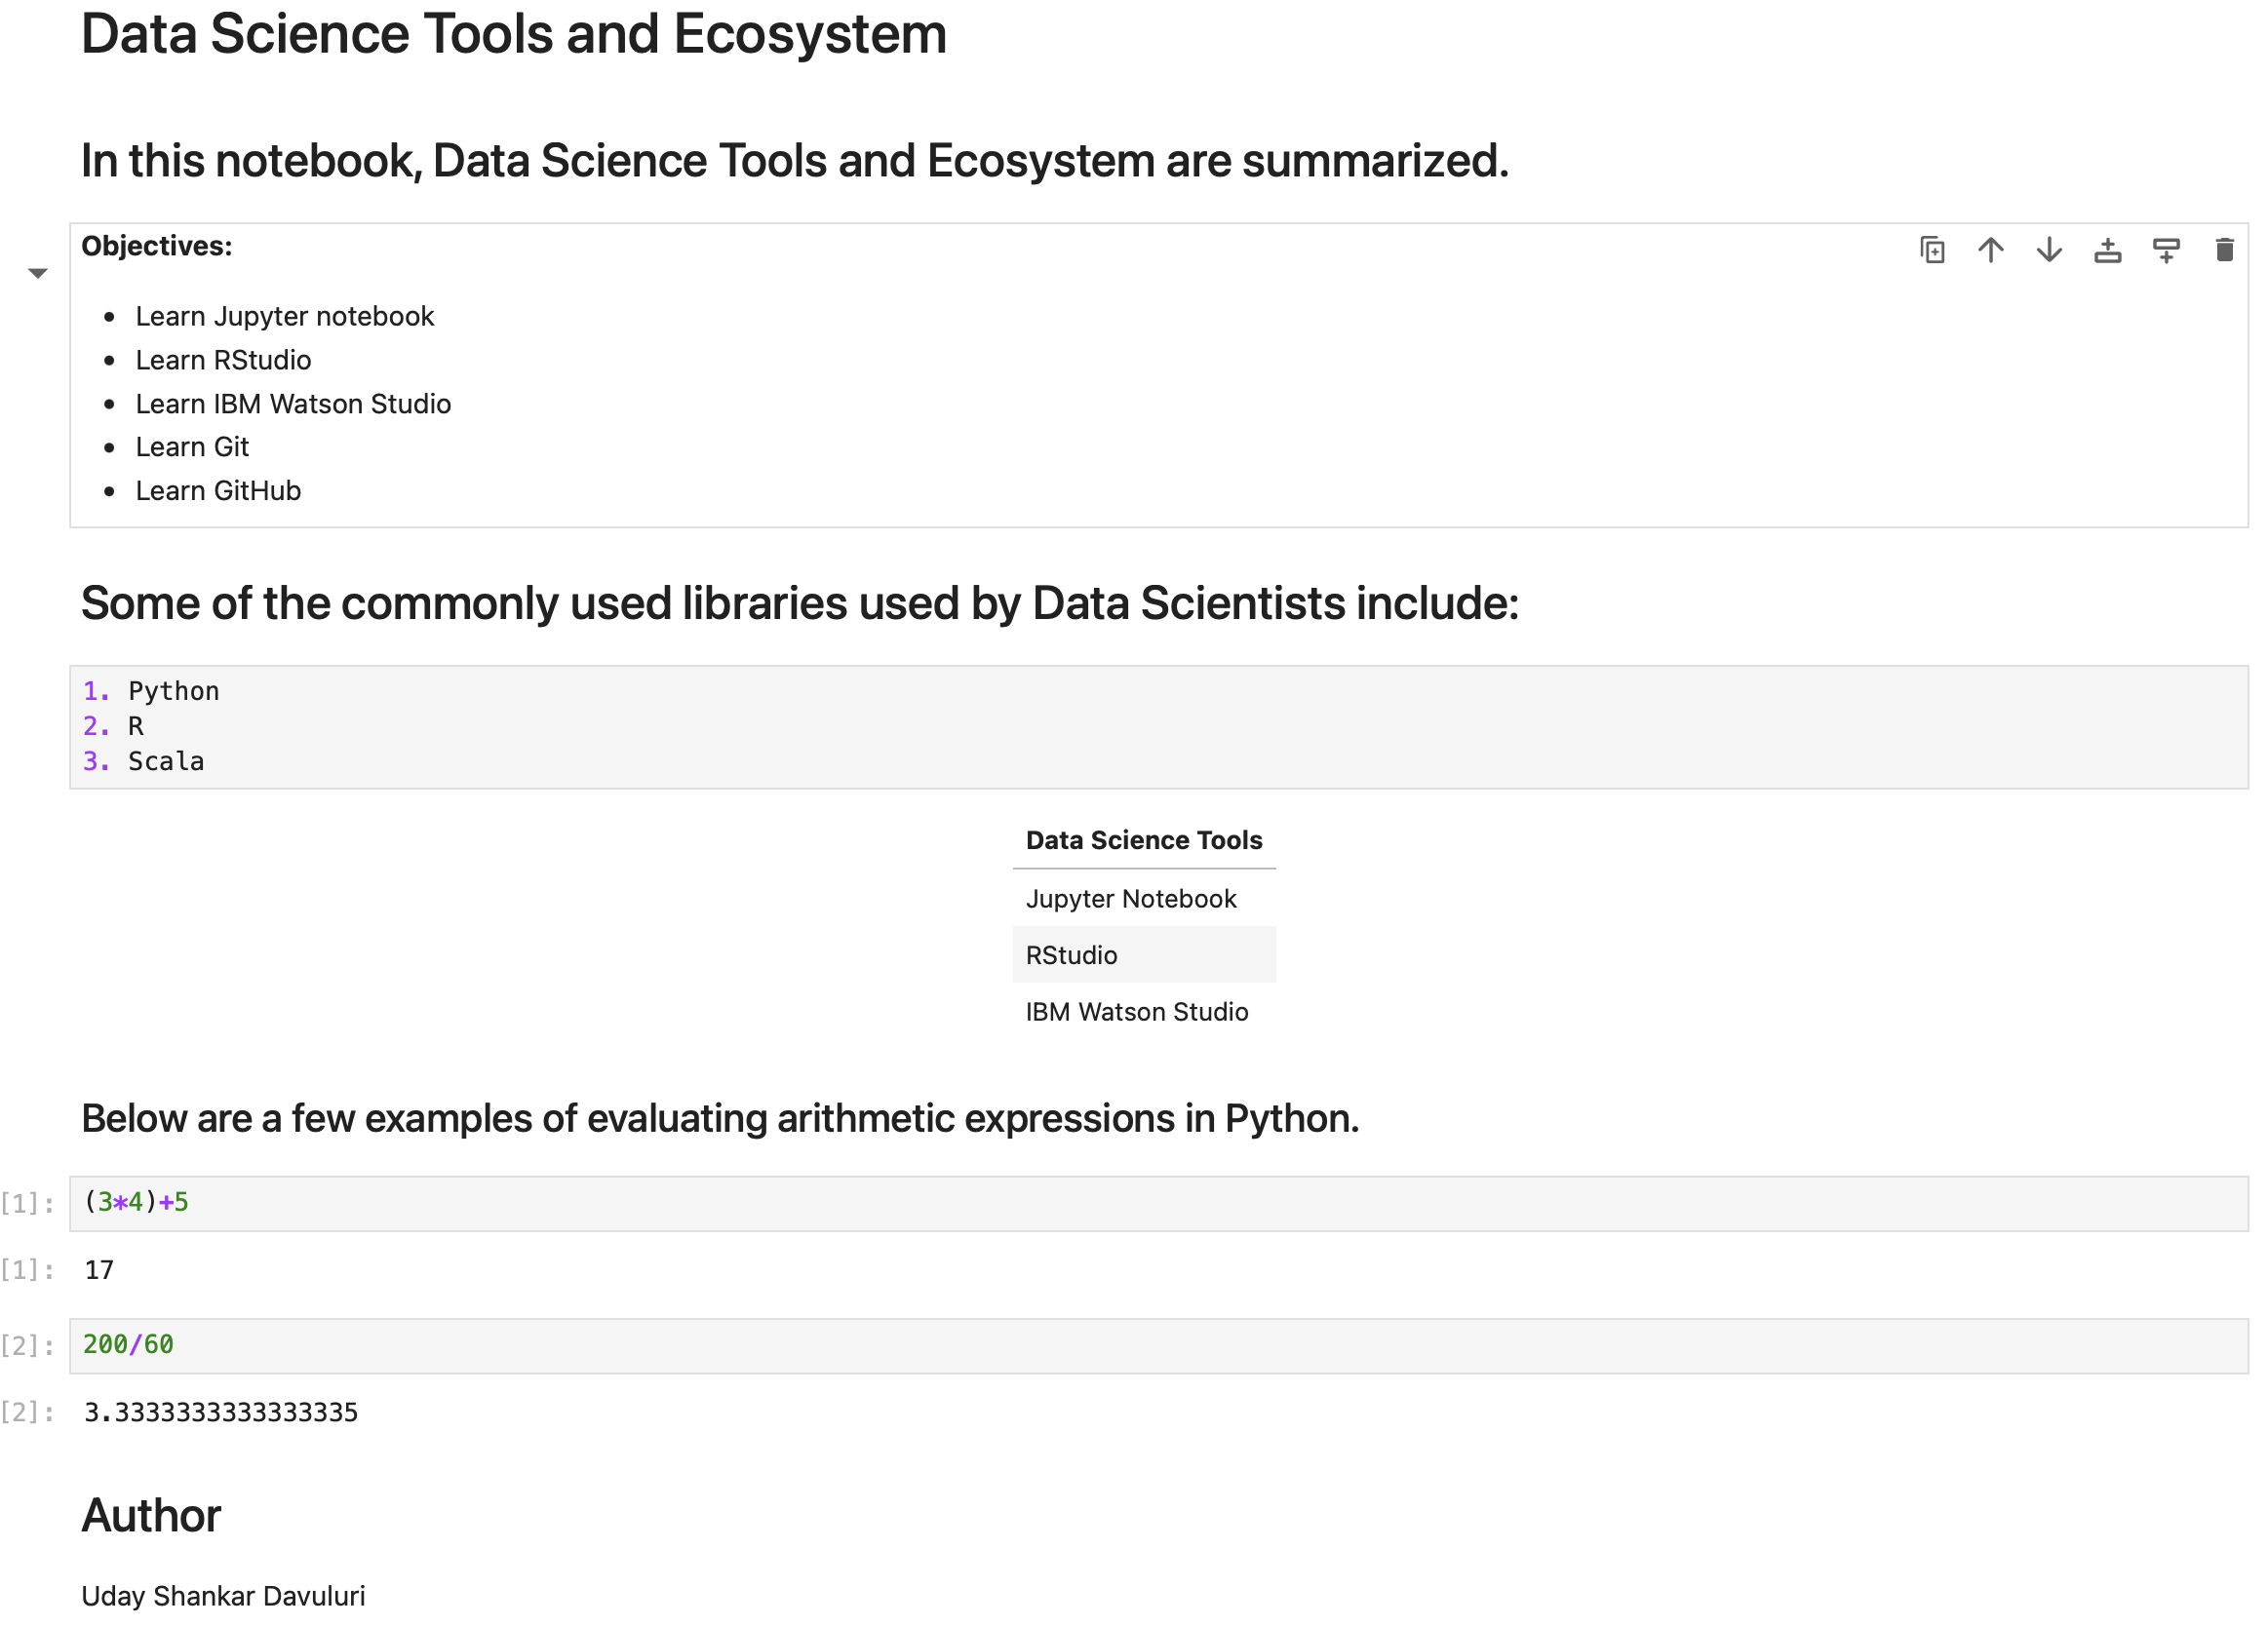 Data Science Tools and Ecosystem
In this notebook, Data Science Tools and Ecosystem are summarized.
Objectives:
• Learn Jupyter notebook
• Learn RStudio
• Learn IBM Watson Studio
• Learn Git
• Learn GitHub
Some of the commonly used libraries used by Data Scientists include:
1. Python
2. R
3. Scala
Data Science Tools
Jupyter Notebook
RStudio
IBM Watson Studio
Below are a few examples of evaluating arithmetic expressions in Python.
[1]: (3*4)+5
[1]: 17
[2]: 200/60
[2]: 3.3333333333333335
Author
Uday Shankar Davuluri